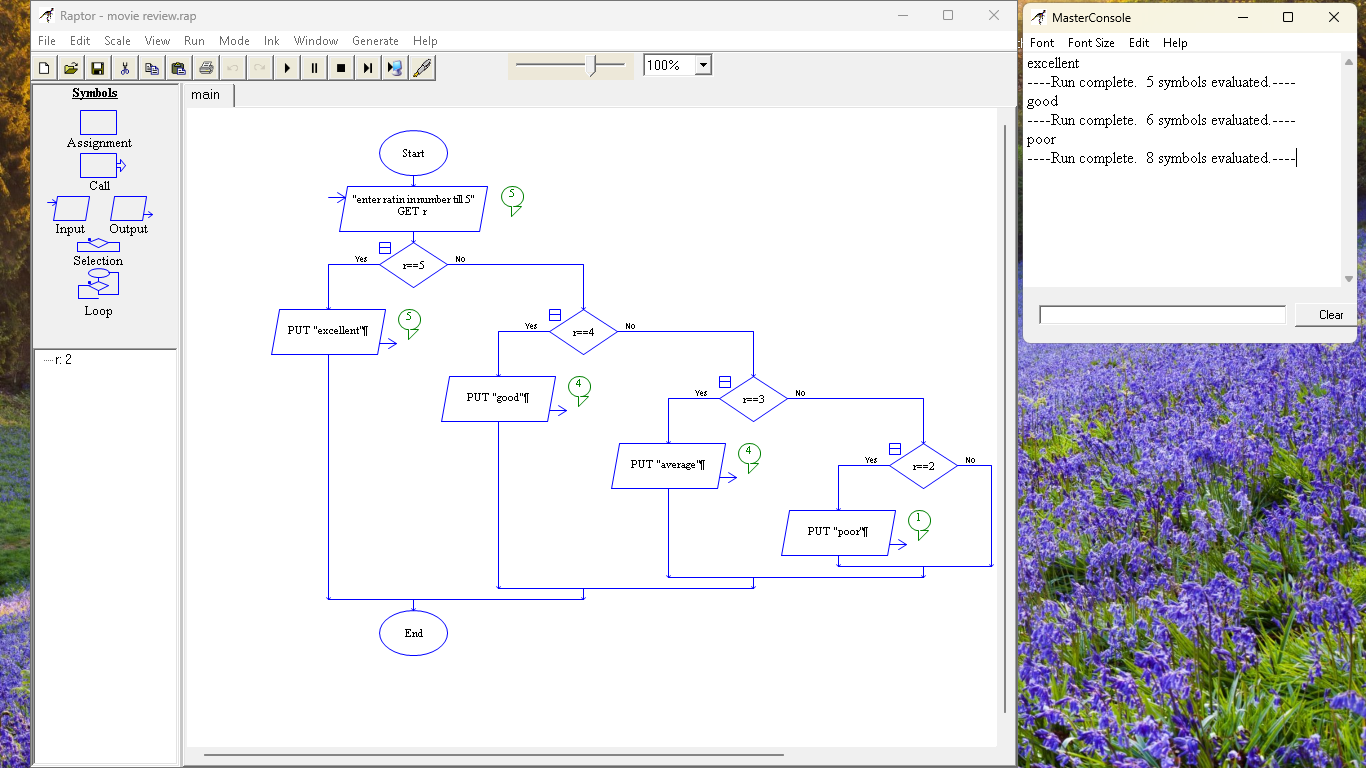 Raptor - movie review.rap
File Edit Scale View Run Mode Ink Window Generate Help
100%
Symbols
Assignment
Call
Input Output
Selection
Loop
r: 2
main
Start
"enter ratin in number till 5"
GET r
5
r==5
Yes No
PUT "excellent"¶
5
r==4
Yes No
PUT "good"¶
4
r==3
Yes No
PUT "average"¶
4
r==2
Yes No
PUT "poor"¶
1
End
MasterConsole
Font Font Size Edit Help
excellent
----Run complete. 5 symbols evaluated.----
good
----Run complete. 6 symbols evaluated.----
poor
----Run complete. 8 symbols evaluated.----
Clear